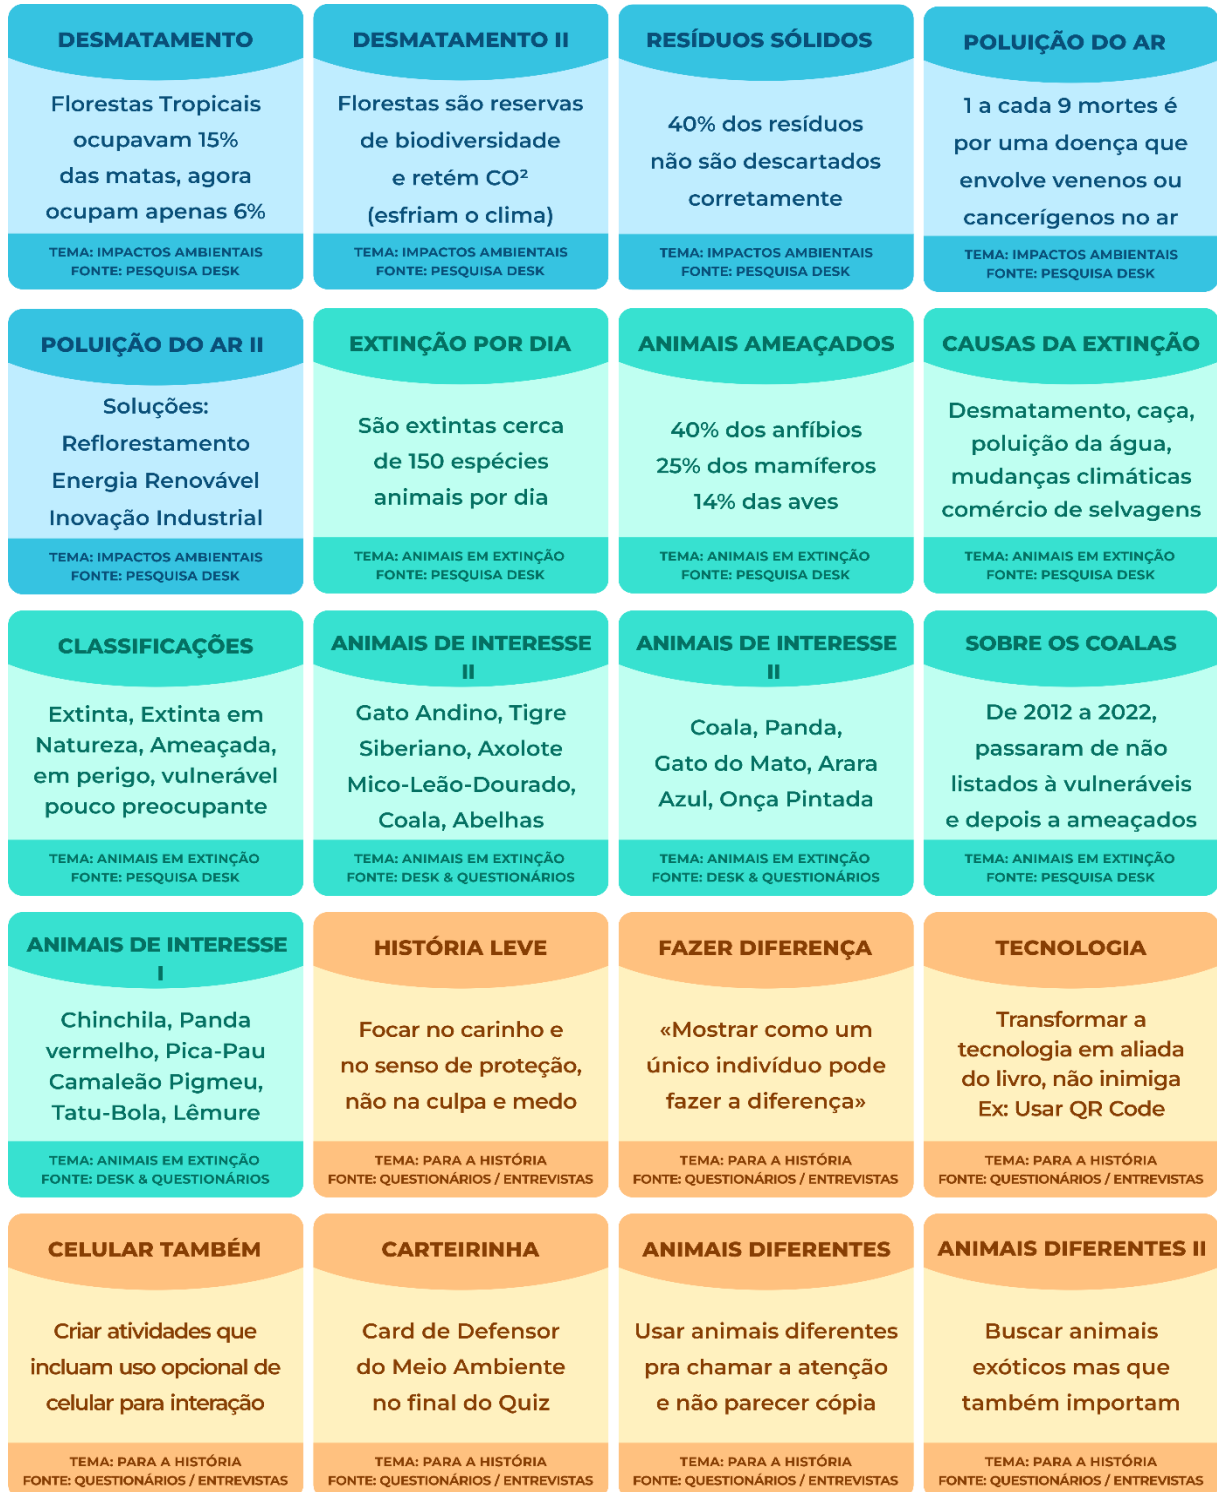 DESMATAMENTO
Florestas Tropicais
ocupavam 15%
das matas, agora
ocupam apenas 6%
TEMA: IMPACTOS AMBIENTAIS
FONTE: PESQUISA DESK
DESMATAMENTO II
Florestas são reservas
de biodiversidade
e retém CO²
(esfriam o clima)
TEMA: IMPACTOS AMBIENTAIS
FONTE: PESQUISA DESK
RESÍDUOS SÓLIDOS
40% dos resíduos
não são descartados
corretamente
TEMA: IMPACTOS AMBIENTAIS
FONTE: PESQUISA DESK
POLUIÇÃO DO AR
1 a cada 9 mortes é
por uma doença que
envolve venenos ou
cancerígenos no ar
TEMA: IMPACTOS AMBIENTAIS
FONTE: PESQUISA DESK
POLUIÇÃO DO AR II
Soluções:
Reflorestamento
Energia Renovável
Inovação Industrial
TEMA: IMPACTOS AMBIENTAIS
FONTE: PESQUISA DESK
EXTINÇÃO POR DIA
São extintas cerca
de 150 espécies
animais por dia
TEMA: ANIMAIS EM EXTINÇÃO
FONTE: PESQUISA DESK
ANIMAIS AMEAÇADOS
40% dos anfíbios
25% dos mamíferos
14% das aves
TEMA: ANIMAIS EM EXTINÇÃO
FONTE: PESQUISA DESK
CAUSAS DA EXTINÇÃO
Desmatamento, caça,
poluição da água,
mudanças climáticas
comércio de selvagens
TEMA: ANIMAIS EM EXTINÇÃO
FONTE: PESQUISA DESK
CLASSIFICAÇÕES
Extinta, Extinta em
Natureza, Ameaçada,
em perigo, vulnerável
pouco preocupante
TEMA: ANIMAIS EM EXTINÇÃO
FONTE: PESQUISA DESK
ANIMAIS DE INTERESSE
II
Gato Andino, Tigre
Siberiano, Axolote
Mico-Leão-Dourado,
Coala, Abelhas
TEMA: ANIMAIS EM EXTINÇÃO
FONTE: DESK & QUESTIONÁRIOS
ANIMAIS DE INTERESSE
II
Coala, Panda,
Gato do Mato, Arara
Azul, Onça Pintada
TEMA: ANIMAIS EM EXTINÇÃO
FONTE: DESK & QUESTIONÁRIOS
SOBRE OS COALAS
De 2012 a 2022,
passaram de não
listados à vulneráveis
e depois a ameaçados
TEMA: ANIMAIS EM EXTINÇÃO
FONTE: PESQUISA DESK
ANIMAIS DE INTERESSE
I
Chinchila, Panda
vermelho, Pica-Pau
Camaleão Pigmeu,
Tatu-Bola, Lêmure
TEMA: ANIMAIS EM EXTINÇÃO
FONTE: DESK & QUESTIONÁRIOS
HISTÓRIA LEVE
Focar no carinho e
no senso de proteção,
não na culpa e medo
TEMA: PARA A HISTÓRIA
FONTE: QUESTIONÁRIOS / ENTREVISTAS
FAZER DIFERENÇA
«Mostrar como um
único indivíduo pode
fazer a diferença»
TEMA: PARA A HISTÓRIA
FONTE: QUESTIONÁRIOS / ENTREVISTAS
TECNOLOGIA
Transformar a
tecnologia em aliada
do livro, não inimiga
Ex: Usar QR Code
TEMA: PARA A HISTÓRIA
FONTE: QUESTIONÁRIOS / ENTREVISTAS
CELULAR TAMBÉM
Criar atividades que
incluam uso opcional de
celular para interação
TEMA: PARA A HISTÓRIA
FONTE: QUESTIONÁRIOS / ENTREVISTAS
CARTEIRINHA
Card de Defensor
do Meio Ambiente
no final do Quiz
TEMA: PARA A HISTÓRIA
FONTE: QUESTIONÁRIOS / ENTREVISTAS
ANIMAIS DIFERENTES
Usar animais diferentes
pra chamar a atenção
e não parecer cópia
TEMA: PARA A HISTÓRIA
FONTE: QUESTIONÁRIOS / ENTREVISTAS
ANIMAIS DIFERENTES II
Buscar animais
exóticos mas que
também importam
TEMA: PARA A HISTÓRIA
FONTE: QUESTIONÁRIOS / ENTREVISTAS